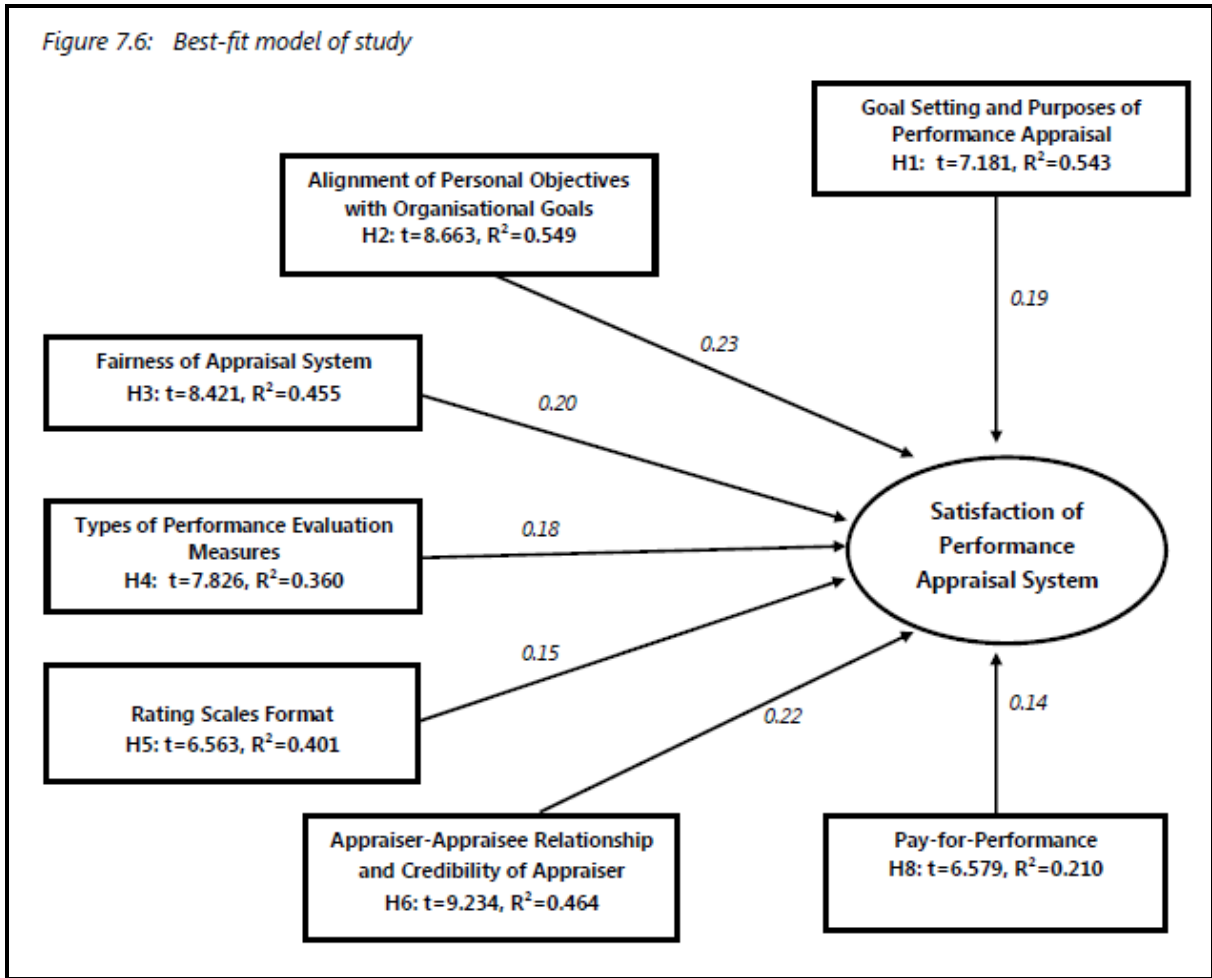 Figure 7.6: Best-fit model of study
Goal Setting and Purposes of
Performance Appraisal
H1: t=7.181, R²=0.543
Alignment of Personal Objectives
with Organisational Goals
H2: t=8.663, R²=0.549
0.19
0.23
Fairness of Appraisal System
H3: t=8.421, R²=0.455
0.20
Types of Performance Evaluation
Measures
H4: t=7.826, R²=0.360
0.18
Satisfaction of
Performance
Appraisal System
0.15
Rating Scales Format
H5: t=6.563, R²=0.401
0.22
0.14
Appraiser-Appraisee Relationship
and Credibility of Appraiser
H6: t=9.234, R²=0.464
Pay-for-Performance
H8: t=6.579, R²=0.210